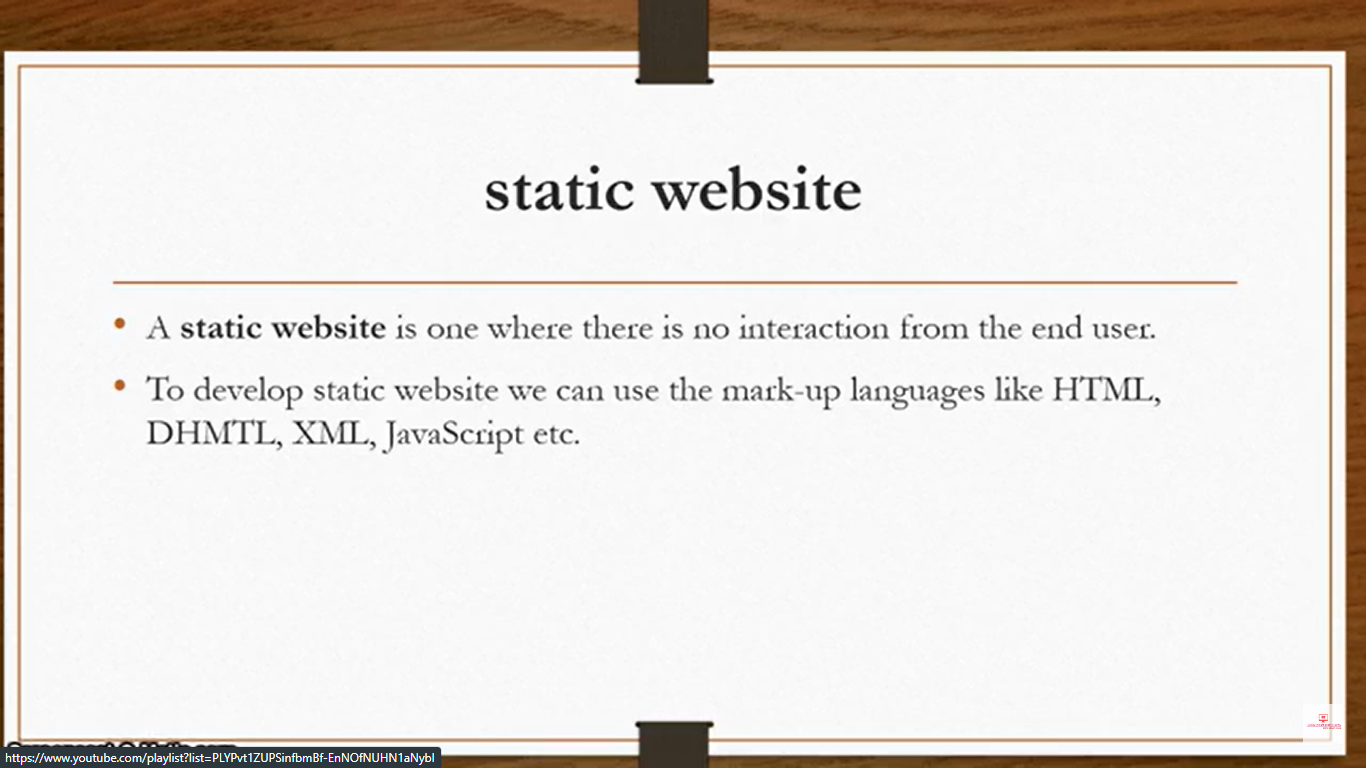 static website
• A static website is one where there is no interaction from the end user.
• To develop static website we can use the mark-up languages like HTML,
DHMTL, XML, JavaScript etc.
https://www.youtube.com/playlist?list=PLYPvt1ZUPSinfbmBf-EnNOfNUHN1aNybI